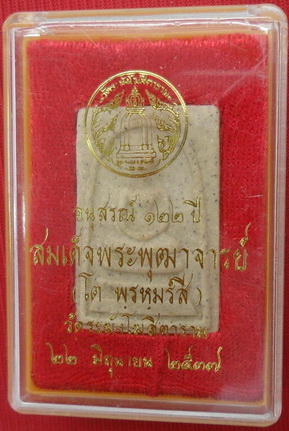 อนุสรณ์ ๑๒๒ ปี
สมเด็จพระพุฒาจารย์
(โต พรหมรังสี)
วัดระฆังโฆสิตาราม
๒๒ มิถุนายน ๒๕๓๗